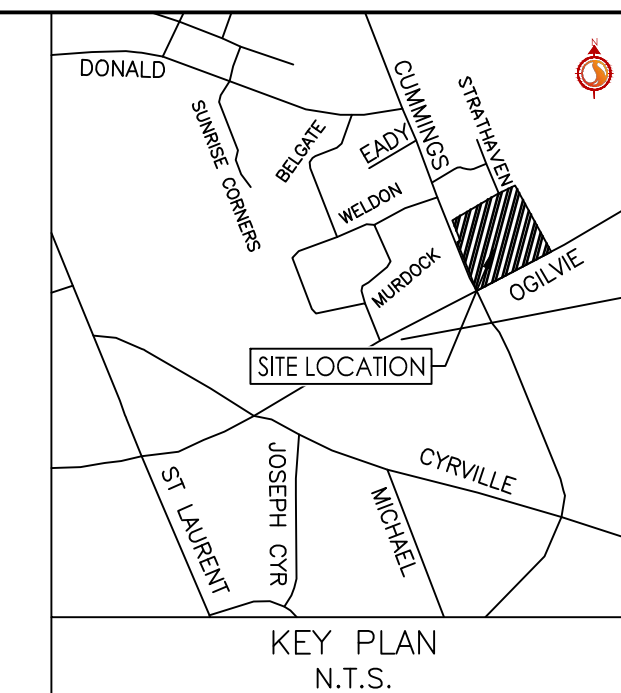 N
DONALD
CUMMINGS
STRATHAVEN
SUNRISE CORNERS
BELGATE
EADY
WELDON
MURDOCK
OGILVIE
SITE LOCATION
CYRVILLE
ST LAURENT
JOSEPH CYR
MICHAEL
KEY PLAN
N.T.S.